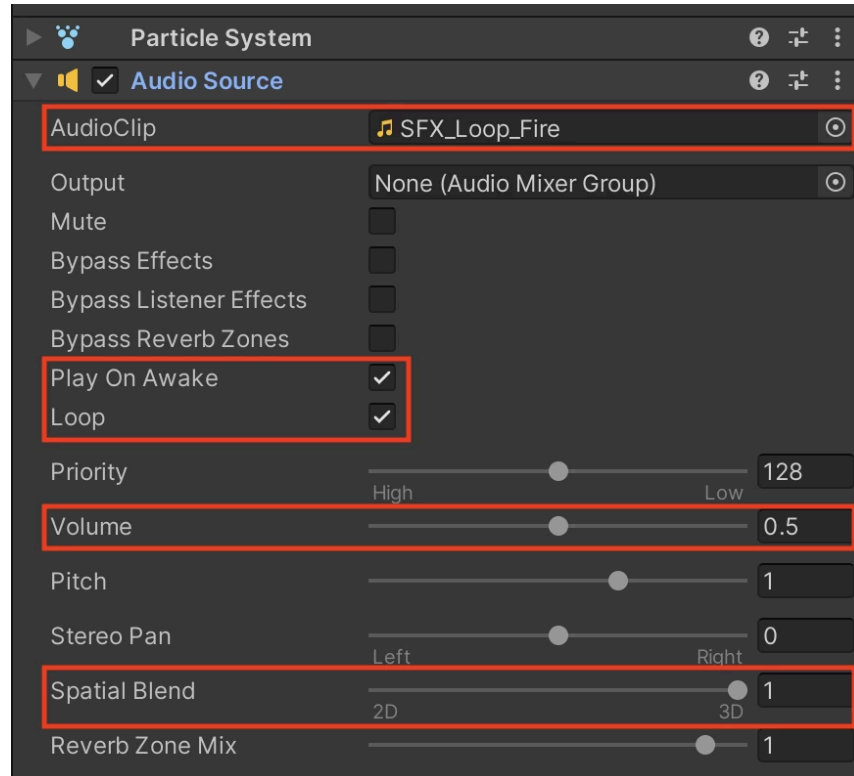 Particle System
Audio Source
AudioClip SFX_Loop_Fire
Output None (Audio Mixer Group)
Mute
Bypass Effects
Bypass Listener Effects
Bypass Reverb Zones
Play On Awake
Loop
Priority 128
High Low
Volume 0.5
Pitch 1
Stereo Pan 0
Left Right
Spatial Blend 1
2D 3D
Reverb Zone Mix 1